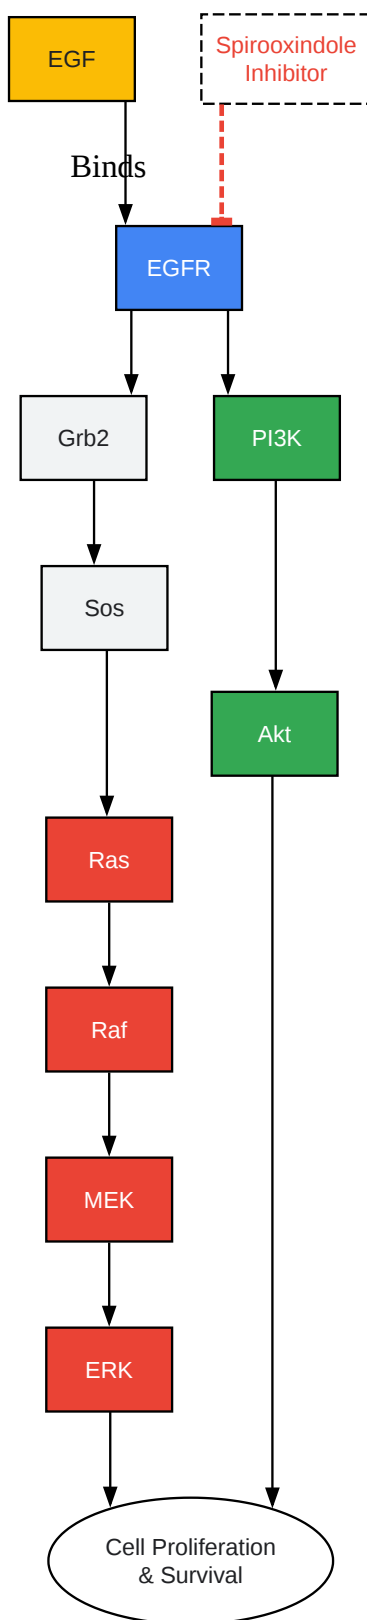 EGF
Spirooxindole
Inhibitor
Binds
EGFR
Grb2
PI3K
Sos
Akt
Ras
Raf
MEK
ERK
Cell Proliferation
& Survival